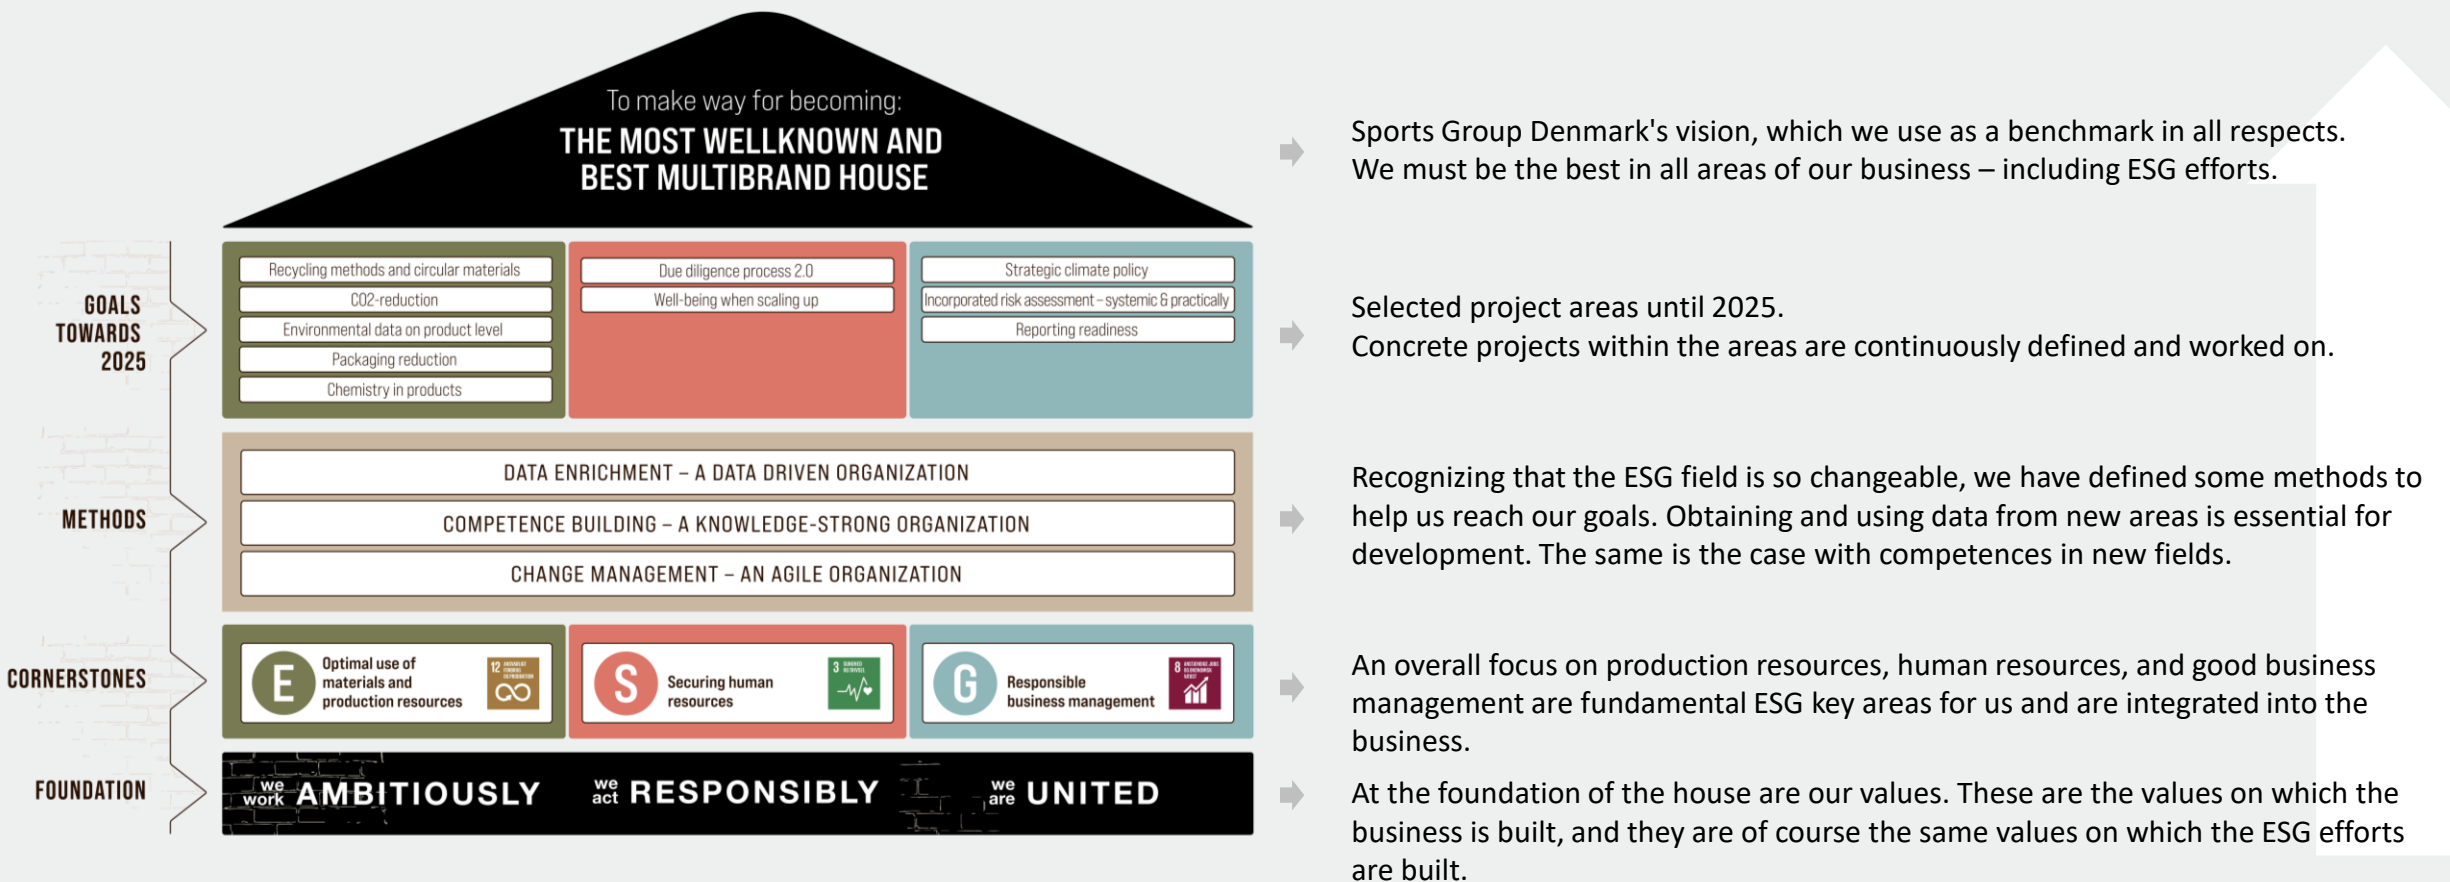 To make way for becoming:
THE MOST WELLKNOWN AND
BEST MULTIBRAND HOUSE
Sports Group Denmark's vision, which we use as a benchmark in all respects.
We must be the best in all areas of our business – including ESG efforts.
GOALS
TOWARDS
2025
Recycling methods and circular materials
CO2-reduction
Environmental data on product level
Packaging reduction
Chemistry in products
Due diligence process 2.0
Well-being when scaling up
Strategic climate policy
Incorporated risk assessment – systemic & practically
Reporting readiness
Selected project areas until 2025.
Concrete projects within the areas are continuously defined and worked on.
METHODS
DATA ENRICHMENT – A DATA DRIVEN ORGANIZATION
COMPETENCE BUILDING – A KNOWLEDGE-STRONG ORGANIZATION
CHANGE MANAGEMENT – AN AGILE ORGANIZATION
Recognizing that the ESG field is so changeable, we have defined some methods to
help us reach our goals. Obtaining and using data from new areas is essential for
development. The same is the case with competences in new fields.
CORNERSTONES
E
Optimal use of
materials and
production resources
12
S
Securing human
resources
3
G
Responsible
business management
8
An overall focus on production resources, human resources, and good business
management are fundamental ESG key areas for us and are integrated into the
business.
FOUNDATION
we work AMBITIOUSLY
we act RESPONSIBLY
we are UNITED
At the foundation of the house are our values. These are the values on which the
business is built, and they are of course the same values on which the ESG efforts
are built.